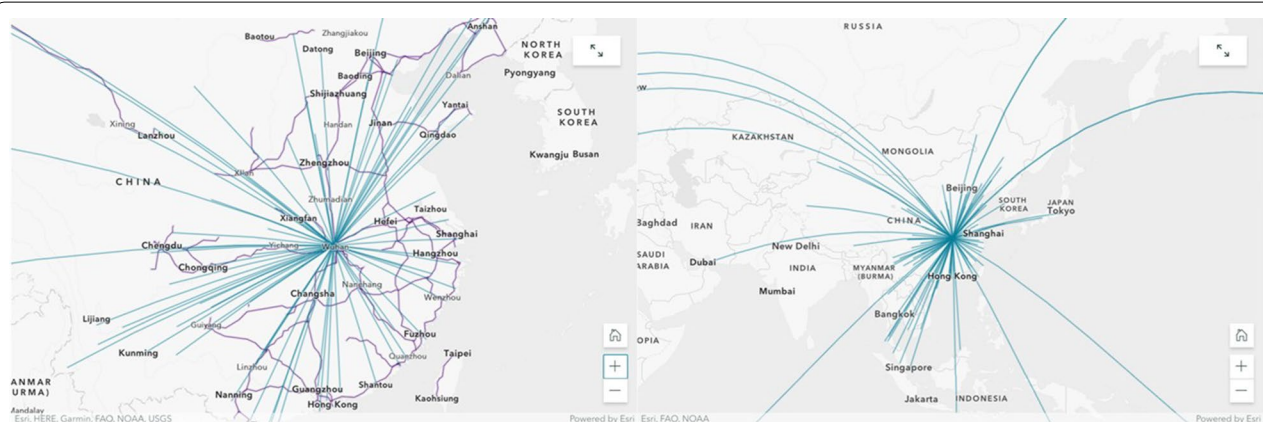 Anshan
Baotou
Zhangjiakou
Datong
Beijing
NORTH
KOREA
Baoding
Dalian
Pyongyang
Shijiazhuang
Yantai
SOUTH
KOREA
Xining
Lanzhou
Handan
Jinan
Qingdao
Kwangju Busan
Zhengzhou
Xi'an
CHINA
Zhumadian
Xiangfan
Hefei
Taizhou
Shanghai
Chengdu
Yichang
Wuhan
Hangzhou
Chongqing
Nanchang
Changsha
Wenzhou
Lijiang
Guiyang
Fuzhou
Kunming
Quanzhou
Taipei
Linzhou
ANMAR
URMA)
Mandalay
Nanning
Guangzhou
Shantou
Hong Kong
Kaohsiung
Esri, HERE, Garmin, FAO, NOAA, USGS
Powered by Esri
RUSSIA
ow
KAZAKHSTAN
MONGOLIA
Beijing
SOUTH
KOREA
JAPAN
Tokyo
Baghdad
IRAN
CHINA
Shanghai
SAUDI
ARABIA
Dubai
New Delhi
INDIA
MYANMAR
(BURMA)
Hong Kong
Mumbai
Bangkok
OPIA
Singapore
Jakarta
INDONESIA
Esri, FAO, NOAA
Powered by Esri